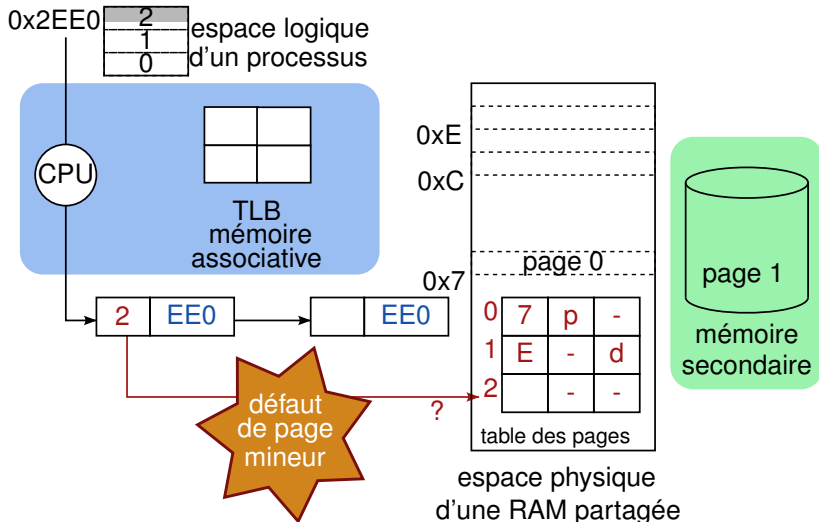 0x2EE0
2
1
0
espace logique
d'un processus
CPU
TLB
mémoire
associative
0xE
0xC
page 0
0x7
page 1
mémoire
secondaire
2 EE0
EE0
0 7 p -
1 E - d
2 - -
?
défaut
de page
mineur
table des pages
espace physique
d'une RAM partagée